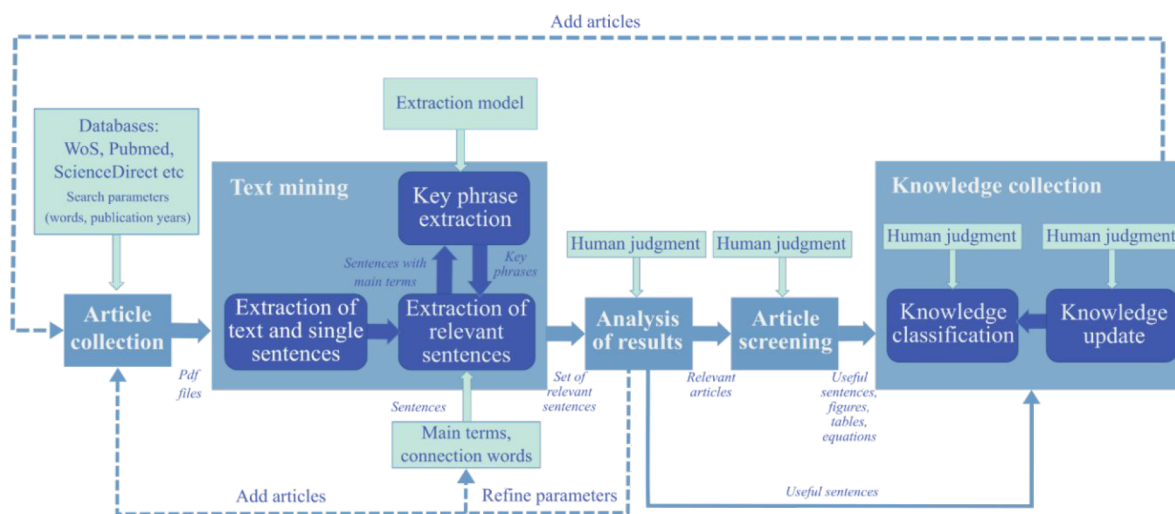 Add articles
Extraction model
Databases:
WoS, Pubmed,
ScienceDirect etc
Search parameters
(words, publication years)
Text mining
Key phrase
extraction
Knowledge collection
Human judgment
Human judgment
Human judgment
Human judgment
Sentences with
main terms
Key
phrases
Article
collection
Extraction of
text and single
sentences
Extraction of
relevant
sentences
Analysis
of results
Article
screening
Knowledge
classification
Knowledge
update
Pdf
files
Sentences
Set of
relevant
sentences
Relevant
articles
Useful
sentences,
figures,
tables,
equations
Main terms,
connection words
Add articles
Refine parameters
Useful sentences